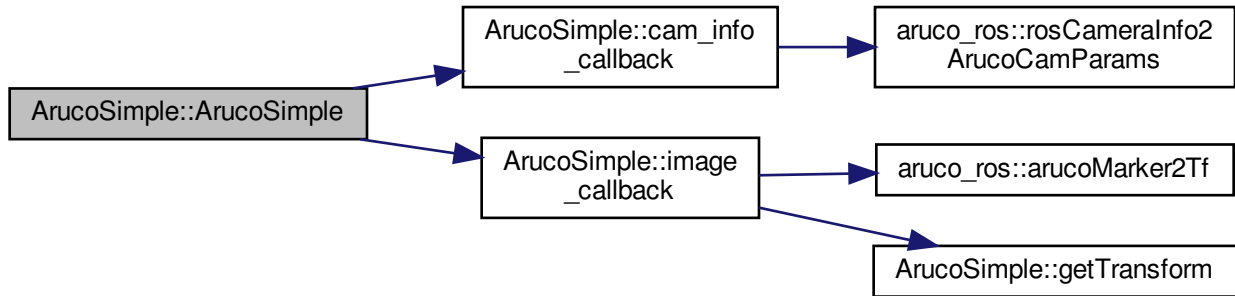 ArucoSimple::ArucoSimple
ArucoSimple::cam_info
_callback
aruco_ros::rosCameraInfo2
ArucoCamParams
ArucoSimple::image
_callback
aruco_ros::arucoMarker2Tf
ArucoSimple::getTransform